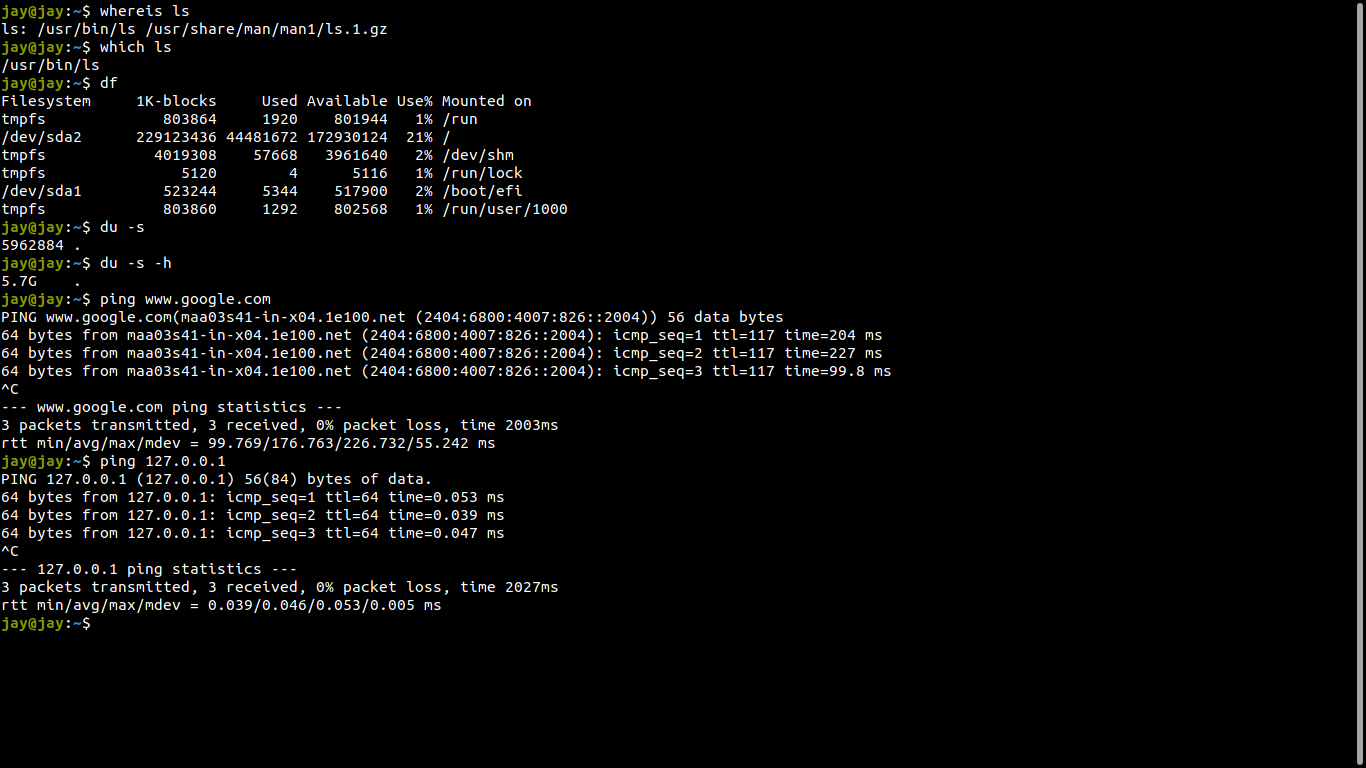 jay@jay:~$ whereis ls
ls: /usr/bin/ls /usr/share/man/man1/ls.1.gz
jay@jay:~$ which ls
/usr/bin/ls
jay@jay:~$ df
Filesystem     1K-blocks     Used Available Use% Mounted on
tmpfs             803864     1920    801944   1% /run
/dev/sda2      229123436 44481672 172930124  21% /
tmpfs            4019308    57668   3961640   2% /dev/shm
tmpfs               5120        4      5116   1% /run/lock
/dev/sda1         523244     5344    517900   2% /boot/efi
tmpfs             803860     1292    802568   1% /run/user/1000
jay@jay:~$ du -s
5962884 .
jay@jay:~$ du -s -h
5.7G    .
jay@jay:~$ ping www.google.com
PING www.google.com(maa03s41-in-x04.1e100.net (2404:6800:4007:826::2004)) 56 data bytes
64 bytes from maa03s41-in-x04.1e100.net (2404:6800:4007:826::2004): icmp_seq=1 ttl=117 time=204 ms
64 bytes from maa03s41-in-x04.1e100.net (2404:6800:4007:826::2004): icmp_seq=2 ttl=117 time=227 ms
64 bytes from maa03s41-in-x04.1e100.net (2404:6800:4007:826::2004): icmp_seq=3 ttl=117 time=99.8 ms
^C
--- www.google.com ping statistics ---
3 packets transmitted, 3 received, 0% packet loss, time 2003ms
rtt min/avg/max/mdev = 99.769/176.763/226.732/55.242 ms
jay@jay:~$ ping 127.0.0.1
PING 127.0.0.1 (127.0.0.1) 56(84) bytes of data.
64 bytes from 127.0.0.1: icmp_seq=1 ttl=64 time=0.053 ms
64 bytes from 127.0.0.1: icmp_seq=2 ttl=64 time=0.039 ms
64 bytes from 127.0.0.1: icmp_seq=3 ttl=64 time=0.047 ms
^C
--- 127.0.0.1 ping statistics ---
3 packets transmitted, 3 received, 0% packet loss, time 2027ms
rtt min/avg/max/mdev = 0.039/0.046/0.053/0.005 ms
jay@jay:~$